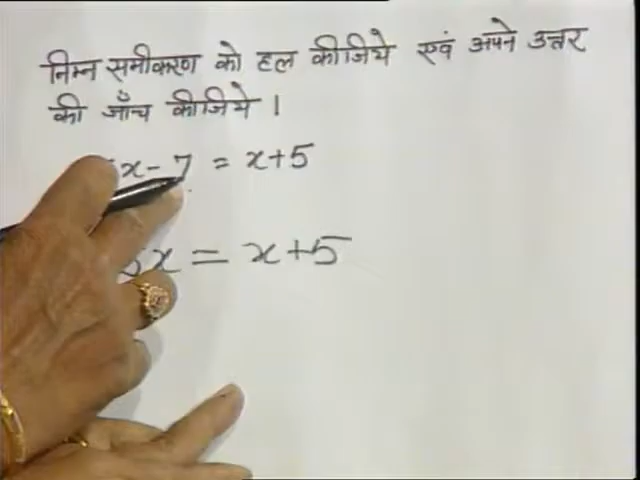 निम्न समीकरण को हल कीजिये एवं अपने उत्तर
की जाँच कीजिये ।
x - 7 = x + 5
x = x + 5